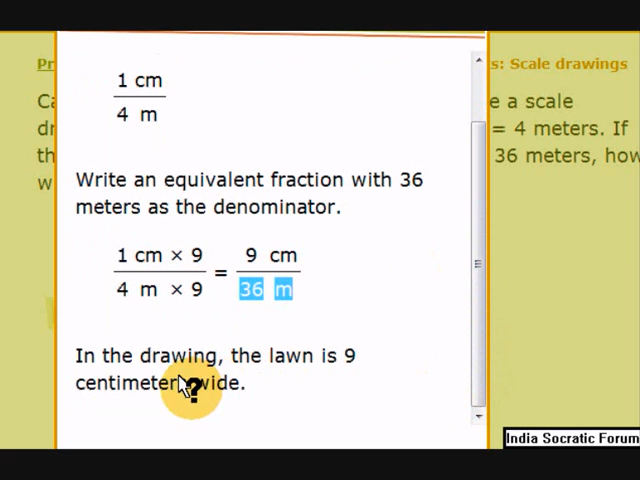 Pr
s: Scale drawings
Ca
e a scale
dr
= 4 meters. If
th
36 meters, how
w
1 cm
4 m
Write an equivalent fraction with 36
meters as the denominator.
1 cm × 9 = 9 cm
4 m × 9 36 m
In the drawing, the lawn is 9
centimeter wide.
?
India Socratic Forum